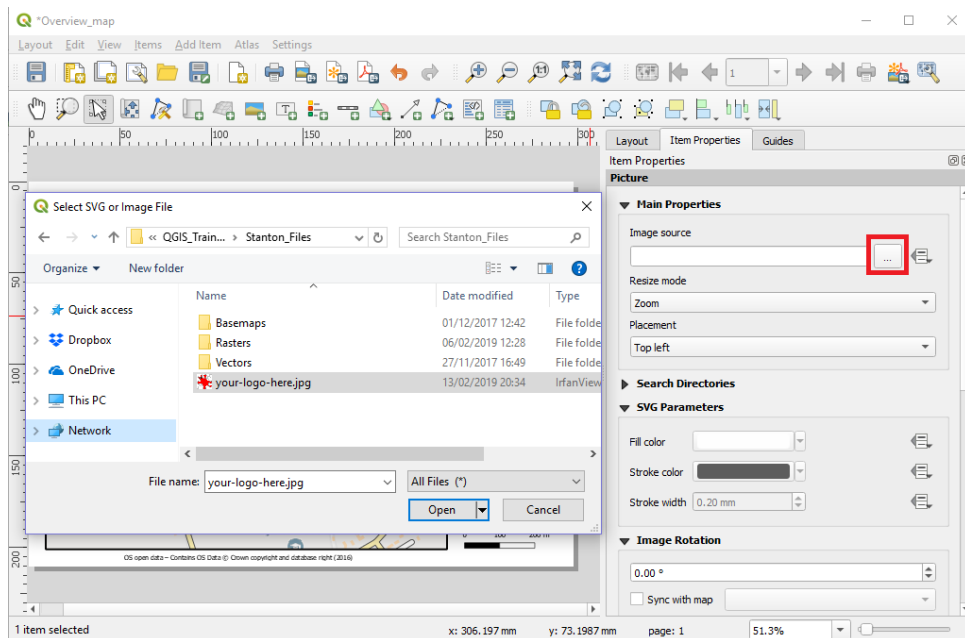 *Overview_map
Layout Edit View Items Add Item Atlas Settings
1
0 50 100 150 200 250 300
Layout Item Properties Guides
Item Properties
Picture
Main Properties
Image source
...
Resize mode
Zoom
Placement
Top left
Search Directories
SVG Parameters
Fill color
Stroke color
Stroke width 0.20 mm
Image Rotation
0.00 °
Sync with map
0
50
100
150
200
Select SVG or Image File
« QGIS_Train... › Stanton_Files
Search Stanton_Files
Organize New folder
?
Name Date modified Type
Quick access
Dropbox
OneDrive
This PC
Network
Basemaps 01/12/2017 12:42 File folde
Rasters 06/02/2019 12:28 File folde
Vectors 27/11/2017 16:49 File folde
your-logo-here.jpg 13/02/2019 20:34 IrfanView
File name: your-logo-here.jpg All Files (*)
Open Cancel
0 100 200 m
OS open data – Contains OS Data © Crown copyright and database right (2016)
1 item selected x: 306.197 mm y: 73.1987 mm page: 1 51.3%